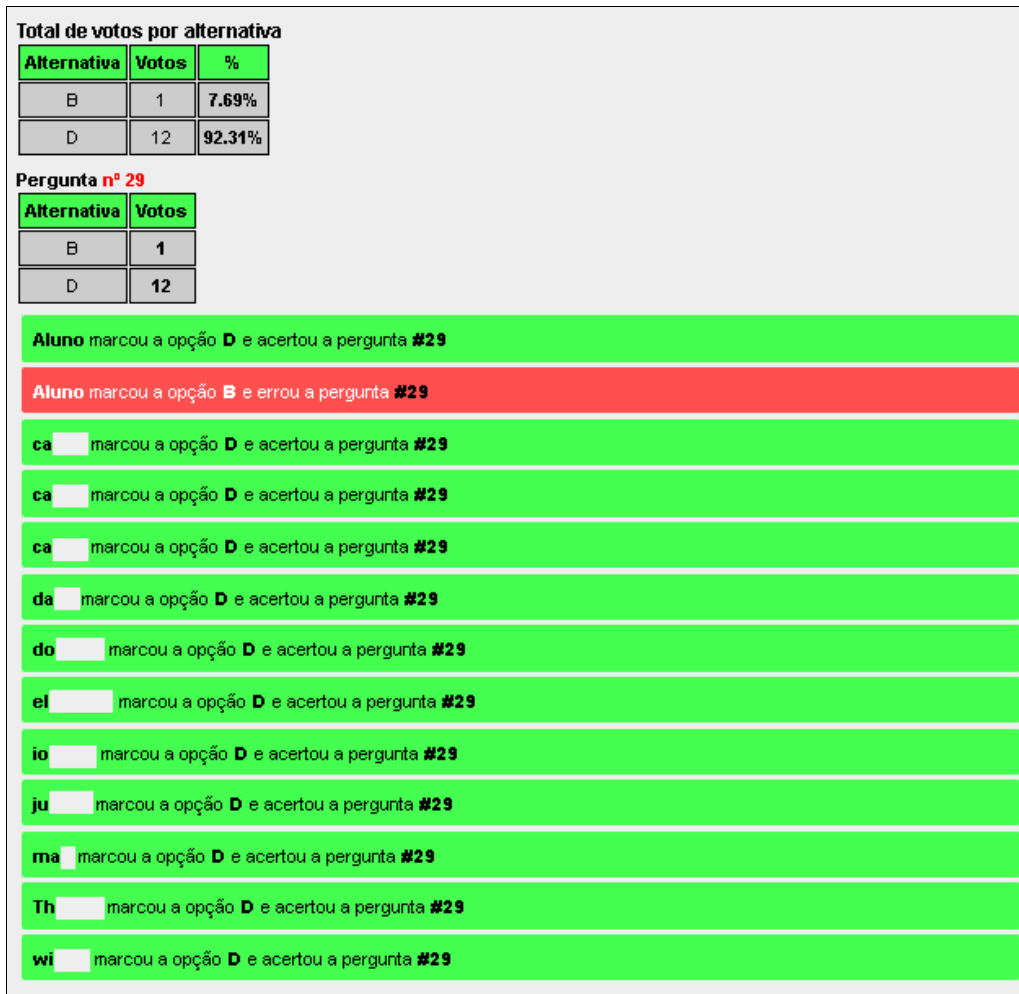 Total de votos por alternativa
Alternativa Votos %
B 1 7.69%
D 12 92.31%
Pergunta nº 29
Alternativa Votos
B 1
D 12
Aluno marcou a opção D e acertou a pergunta #29
Aluno marcou a opção B e errou a pergunta #29
ca marcou a opção D e acertou a pergunta #29
ca marcou a opção D e acertou a pergunta #29
ca marcou a opção D e acertou a pergunta #29
da marcou a opção D e acertou a pergunta #29
do marcou a opção D e acertou a pergunta #29
el marcou a opção D e acertou a pergunta #29
io marcou a opção D e acertou a pergunta #29
ju marcou a opção D e acertou a pergunta #29
ma marcou a opção D e acertou a pergunta #29
Th marcou a opção D e acertou a pergunta #29
wi marcou a opção D e acertou a pergunta #29